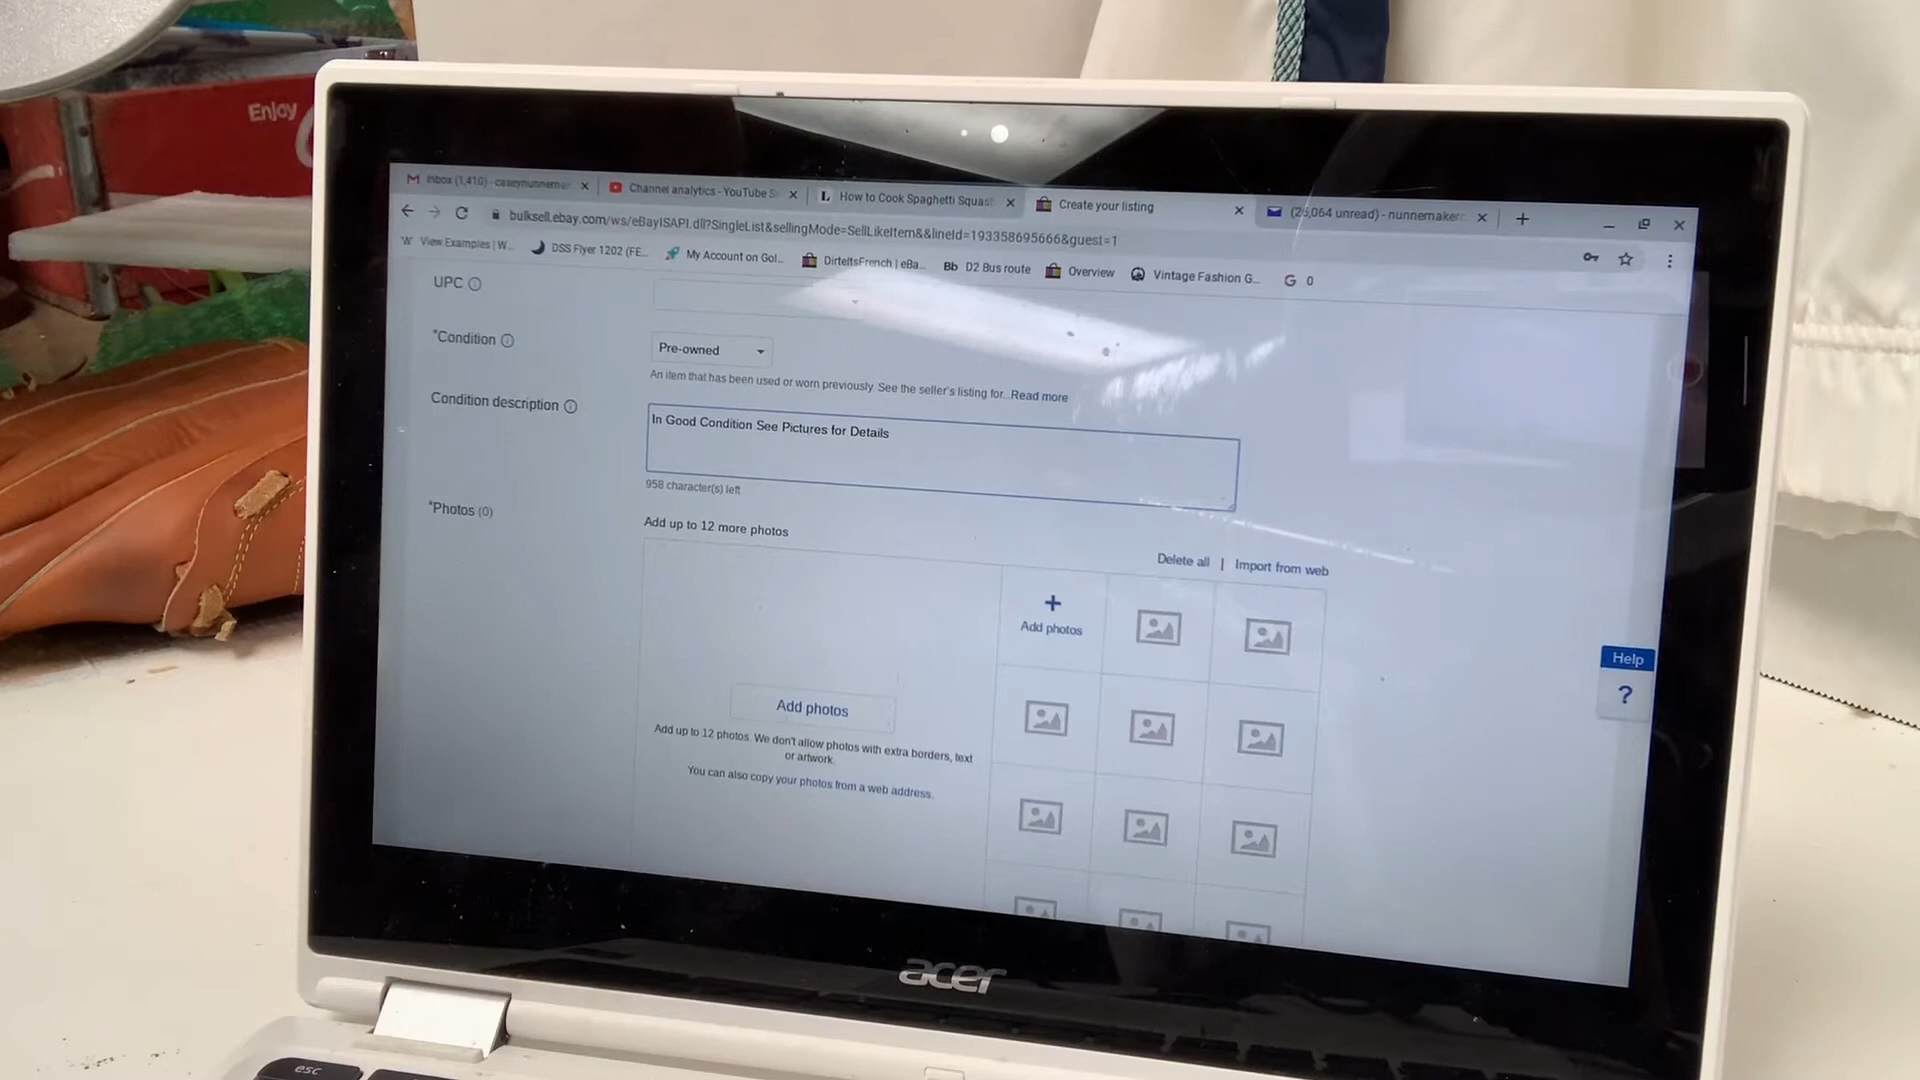 Enjoy
Inbox (1,410) - caseynunnema
Channel analytics - YouTube S
How to Cook Spaghetti Squas
Create your listing
unread) - nunnemaker
bulksell.ebay.com/ws/eBayISAPI.dll?SingleList&sellingMode=SellLikeItem&&lineId=193358695666&guest=1
View Examples | W...
DSS Flyer 1202 (FE...
My Account on Gol...
DirteItsFrench | eBa...
Bb D2 Bus route
Overview
Vintage Fashion G...
G 0
UPC
*Condition
Pre-owned
An item that has been used or worn previously. See the seller's listing for...Read more
Condition description
In Good Condition See Pictures for Details
958 character(s) left
*Photos (0)
Add up to 12 more photos
Delete all | Import from web
+
Add photos
Help
?
Add photos
Add up to 12 photos. We don't allow photos with extra borders, text
or artwork.
You can also copy your photos from a web address.
acer
esc